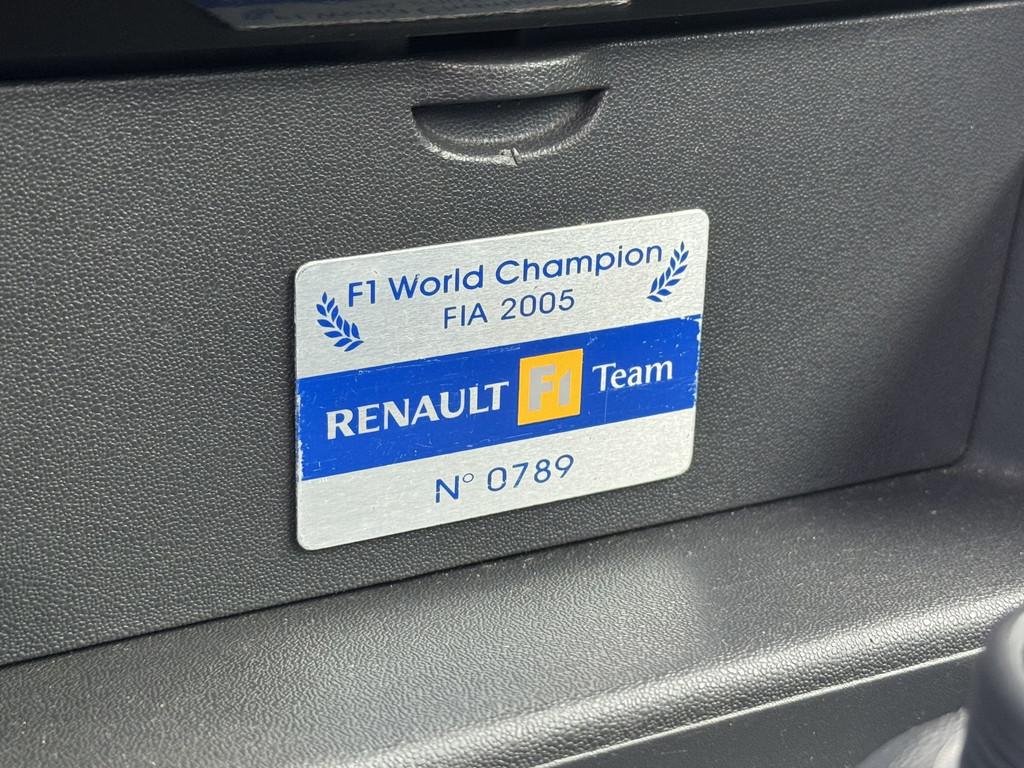 F1 World Champion
FIA 2005
RENAULT F1 Team
N° 0789